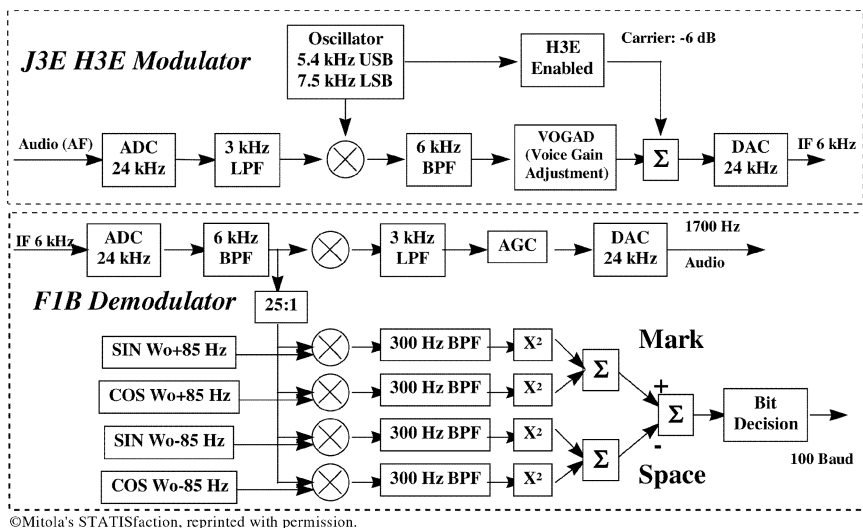 J3E H3E Modulator
Oscillator
5.4 kHz USB
7.5 kHz LSB
H3E
Enabled
Carrier: -6 dB
Audio (AF)
ADC
24 kHz
3 kHz
LPF
6 kHz
BPF
VOGAD
(Voice Gain
Adjustment)
Σ
DAC
24 kHz
IF 6 kHz
IF 6 kHz
ADC
24 kHz
6 kHz
BPF
3 kHz
LPF
AGC
DAC
24 kHz
1700 Hz
Audio
F1B Demodulator
25:1
SIN Wo+85 Hz
300 Hz BPF
X²
Mark
COS Wo+85 Hz
300 Hz BPF
X²
Σ
+
Σ
-
Bit
Decision
100 Baud
SIN Wo-85 Hz
300 Hz BPF
X²
Σ
Space
COS Wo-85 Hz
300 Hz BPF
X²
©Mitola's STATISfaction, reprinted with permission.